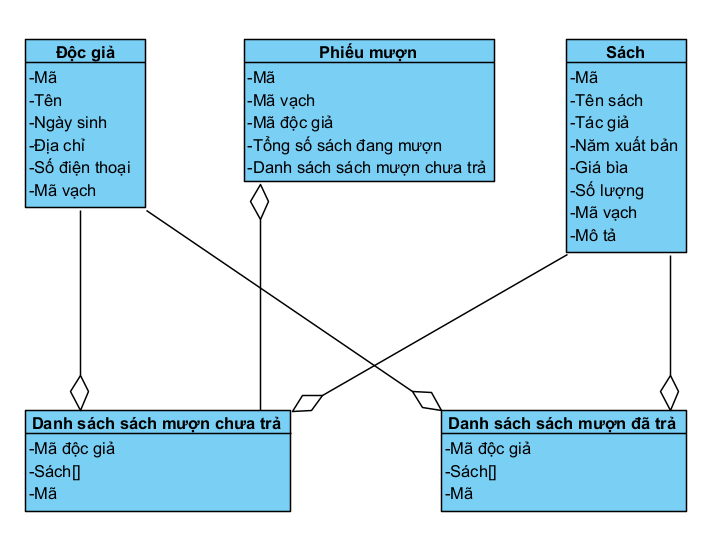 Độc giả
-Mã
-Tên
-Ngày sinh
-Địa chỉ
-Số điện thoại
-Mã vạch
Phiếu mượn
-Mã
-Mã vạch
-Mã độc giả
-Tổng số sách đang mượn
-Danh sách sách mượn chưa trả
Sách
-Mã
-Tên sách
-Tác giả
-Năm xuất bản
-Giá bìa
-Số lượng
-Mã vạch
-Mô tả
Danh sách sách mượn chưa trả
-Mã độc giả
-Sách[]
-Mã
Danh sách sách mượn đã trả
-Mã độc giả
-Sách[]
-Mã